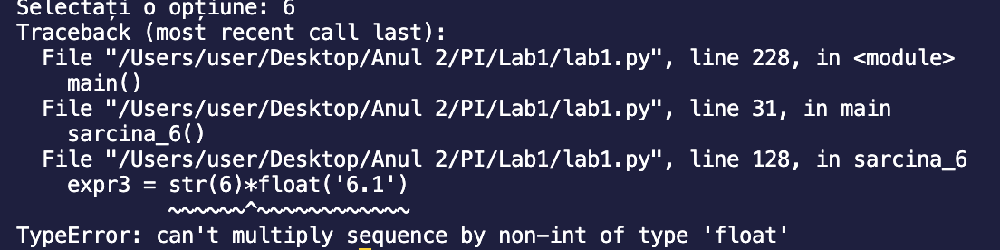 Selectați o opțiune: 6
Traceback (most recent call last):
  File "/Users/user/Desktop/Anul 2/PI/Lab1/lab1.py", line 228, in <module>
    main()
  File "/Users/user/Desktop/Anul 2/PI/Lab1/lab1.py", line 31, in main
    sarcina_6()
  File "/Users/user/Desktop/Anul 2/PI/Lab1/lab1.py", line 128, in sarcina_6
    expr3 = str(6)*float('6.1')
            ~~~~~~^~~~~~~~~~~~~
TypeError: can't multiply sequence by non-int of type 'float'